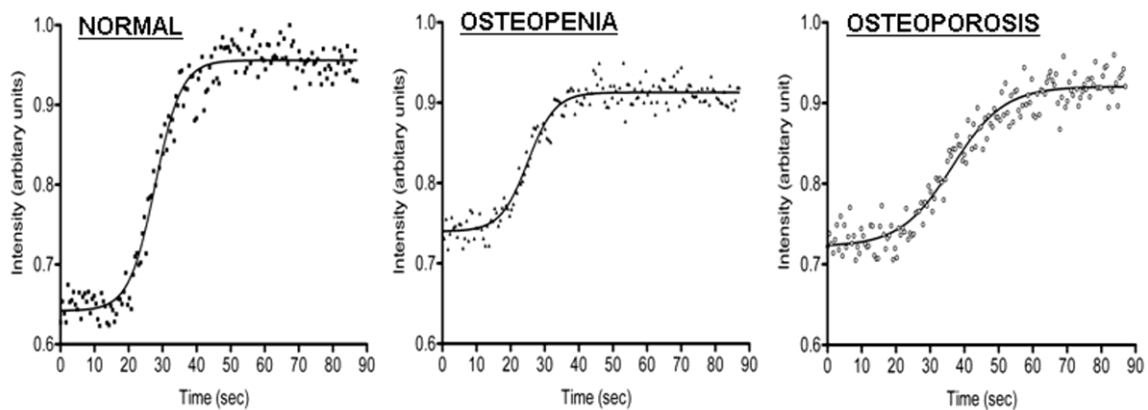 NORMAL
Intensity (arbitary units)
1.0
0.9
0.8
0.7
0.6
0 10 20 30 40 50 60 70 80 90
Time (sec)
OSTEOPENIA
Intensity (arbitary units)
1.0
0.9
0.8
0.7
0.6
0 10 20 30 40 50 60 70 80 90
Time (sec)
OSTEOPOROSIS
Intensity (arbitary unit)
1.0
0.9
0.8
0.7
0.6
0 10 20 30 40 50 60 70 80 90
Time (sec)